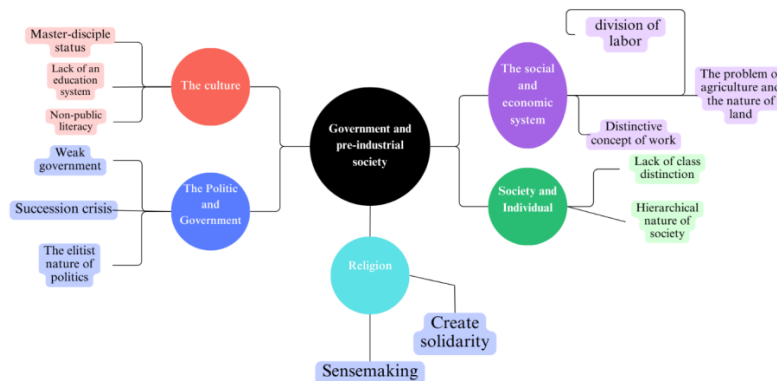 Master-disciple
status
Lack of an
education
system
Non-public
literacy
The culture
Weak
government
Succession crisis
The elitist
nature of
politics
The Politic
and
Government
Government and
pre-industrial
society
Religion
Create
solidarity
Sensemaking
The social
and
economic
system
division of
labor
The problem of
agriculture and
the nature of
land
Distinctive
concept of work
Society and
Individual
Lack of class
distinction
Hierarchical
nature of
society